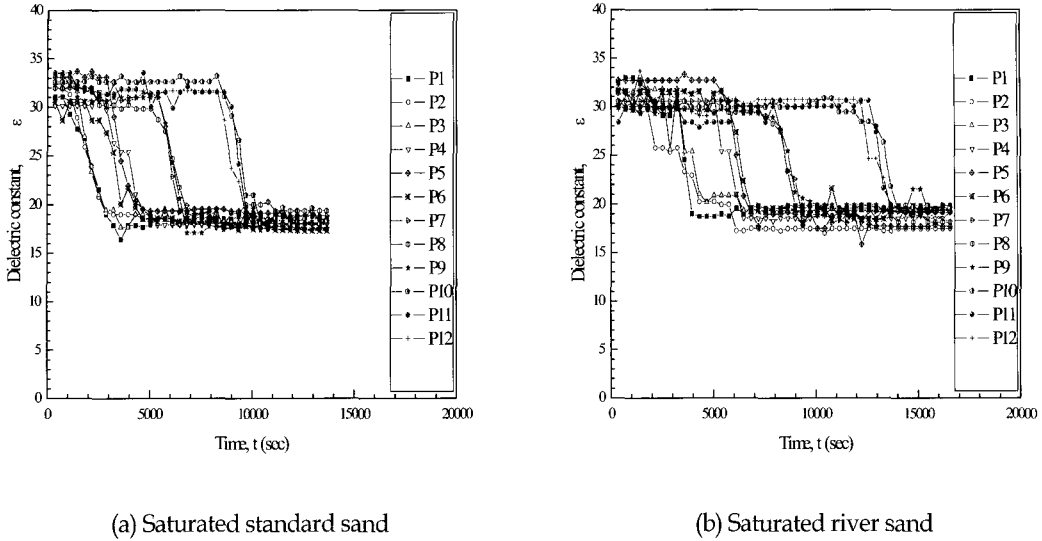 40
35
30
25
20
15
10
5
0
Dielectric constant, ε
0
5000
10000
15000
20000
Time, t (sec)
P1
P2
P3
P4
P5
P6
P7
P8
P9
P10
P11
P12
(a) Saturated standard sand
40
35
30
25
20
15
10
5
0
Dielectric constant, ε
0
5000
10000
15000
20000
Time, t (sec)
P1
P2
P3
P4
P5
P6
P7
P8
P9
P10
P11
P12
(b) Saturated river sand